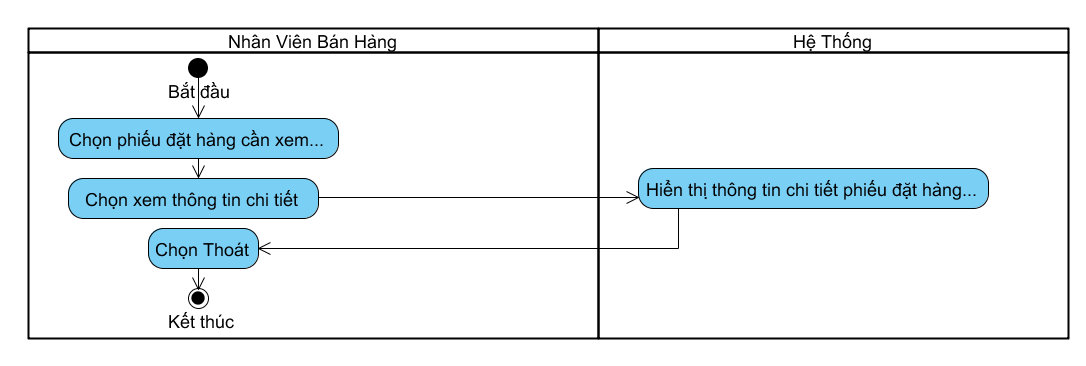 Nhân Viên Bán Hàng
Hệ Thống
Bắt đầu
Chọn phiếu đặt hàng cần xem...
Chọn xem thông tin chi tiết
Hiển thị thông tin chi tiết phiếu đặt hàng...
Chọn Thoát
Kết thúc